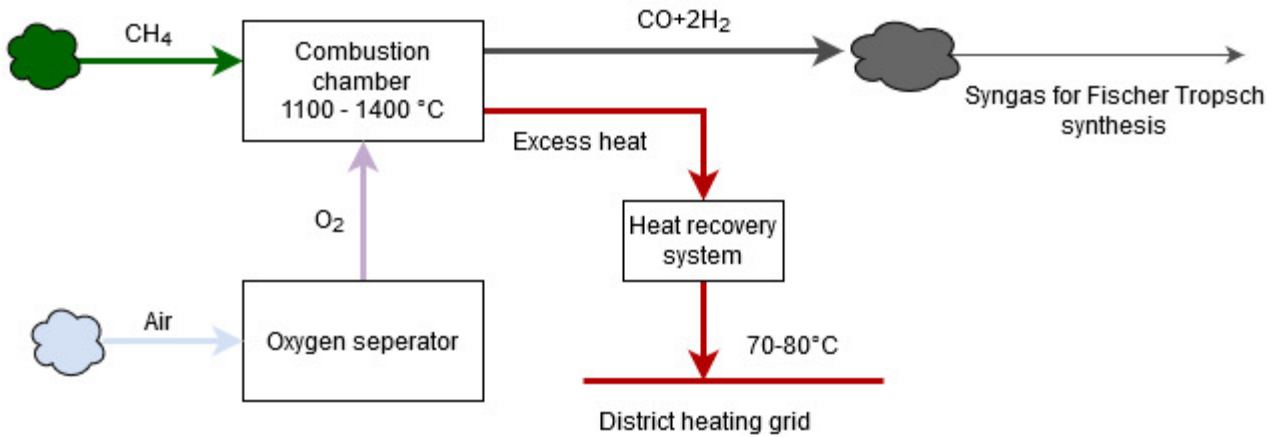 CH₄
Combustion
chamber
1100 - 1400 °C
CO+2H₂
Syngas for Fischer Tropsch
synthesis
Excess heat
O₂
Heat recovery
system
Air
Oxygen seperator
70-80°C
District heating grid